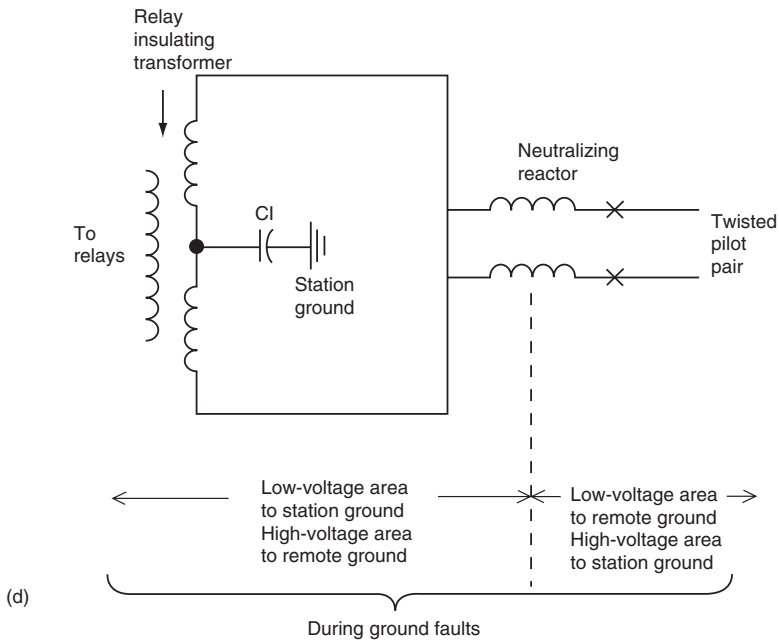 Relay
insulating
transformer
Neutralizing
reactor
CI
To
relays
Station
ground
Twisted
pilot
pair
Low-voltage area
to station ground
High-voltage area
to remote ground
Low-voltage area
to remote ground
High-voltage area
to station ground
(d)
During ground faults